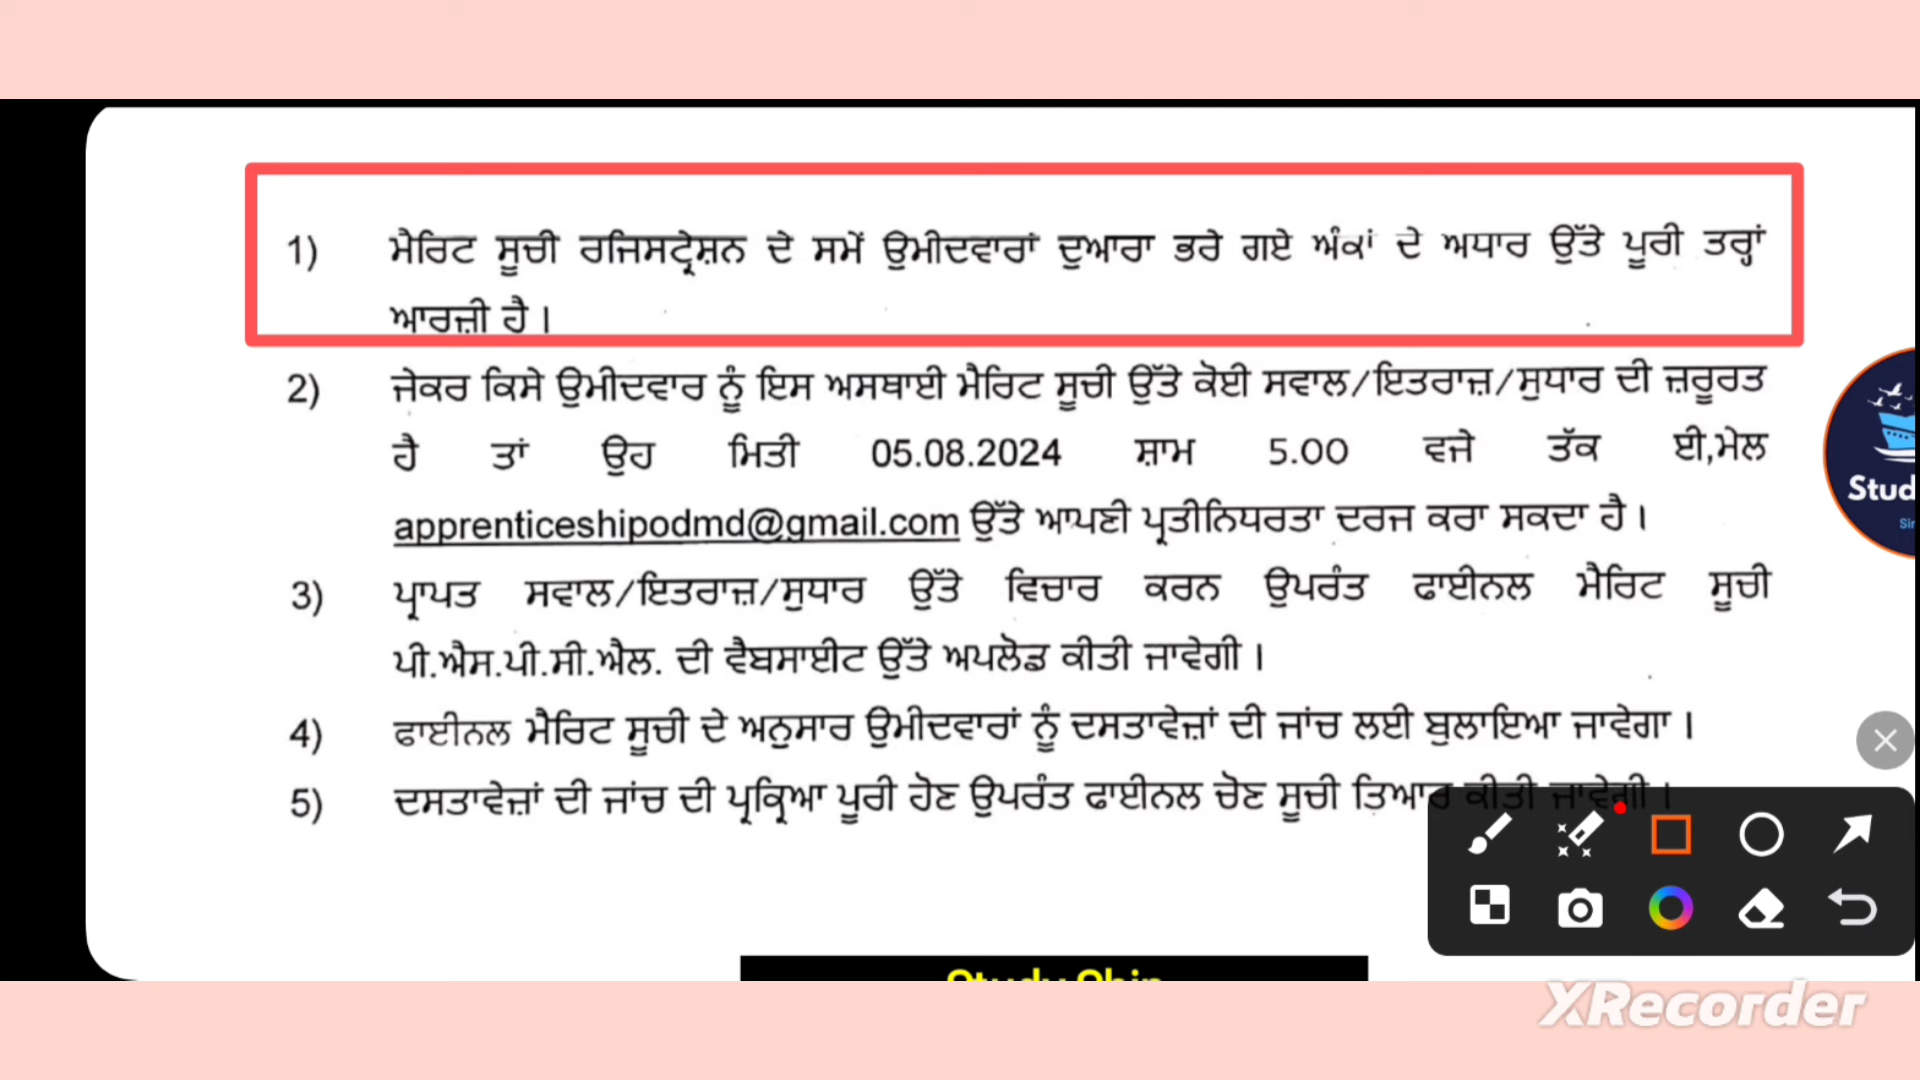 1) ਮੈਰਿਟ ਸੂਚੀ ਰਜਿਸਟ੍ਰੇਸ਼ਨ ਦੇ ਸਮੇਂ ਉਮੀਦਵਾਰਾਂ ਦੁਆਰਾ ਭਰੇ ਗਏ ਅੰਕਾਂ ਦੇ ਅਧਾਰ ਉੱਤੇ ਪੂਰੀ ਤਰ੍ਹਾਂ
ਆਰਜ਼ੀ ਹੈ।
2) ਜੇਕਰ ਕਿਸੇ ਉਮੀਦਵਾਰ ਨੂੰ ਇਸ ਅਸਥਾਈ ਮੈਰਿਟ ਸੂਚੀ ਉੱਤੇ ਕੋਈ ਸਵਾਲ/ਇਤਰਾਜ਼/ਸੁਧਾਰ ਦੀ ਜ਼ਰੂਰਤ
ਹੈ ਤਾਂ ਉਹ ਮਿਤੀ 05.08.2024 ਸ਼ਾਮ 5.00 ਵਜੇ ਤੱਕ ਈ,ਮੇਲ
apprenticeshipodmd@gmail.com ਉੱਤੇ ਆਪਣੀ ਪ੍ਰਤੀਨਿਧਰਤਾ ਦਰਜ ਕਰਾ ਸਕਦਾ ਹੈ।
3) ਪ੍ਰਾਪਤ ਸਵਾਲ/ਇਤਰਾਜ਼/ਸੁਧਾਰ ਉੱਤੇ ਵਿਚਾਰ ਕਰਨ ਉਪਰੰਤ ਫਾਈਨਲ ਮੈਰਿਟ ਸੂਚੀ
ਪੀ.ਐਸ.ਪੀ.ਸੀ.ਐਲ. ਦੀ ਵੈਬਸਾਈਟ ਉੱਤੇ ਅਪਲੋਡ ਕੀਤੀ ਜਾਵੇਗੀ।
4) ਫਾਈਨਲ ਮੈਰਿਟ ਸੂਚੀ ਦੇ ਅਨੁਸਾਰ ਉਮੀਦਵਾਰਾਂ ਨੂੰ ਦਸਤਾਵੇਜ਼ਾਂ ਦੀ ਜਾਂਚ ਲਈ ਬੁਲਾਇਆ ਜਾਵੇਗਾ।
5) ਦਸਤਾਵੇਜ਼ਾਂ ਦੀ ਜਾਂਚ ਦੀ ਪ੍ਰਕ੍ਰਿਆ ਪੂਰੀ ਹੋਣ ਉਪਰੰਤ ਫਾਈਨਲ ਚੋਣ ਸੂਚੀ ਤਿਆਰ ਕੀਤੀ ਜਾਵੇਗੀ।
Stud
Study Ship
XRecorder